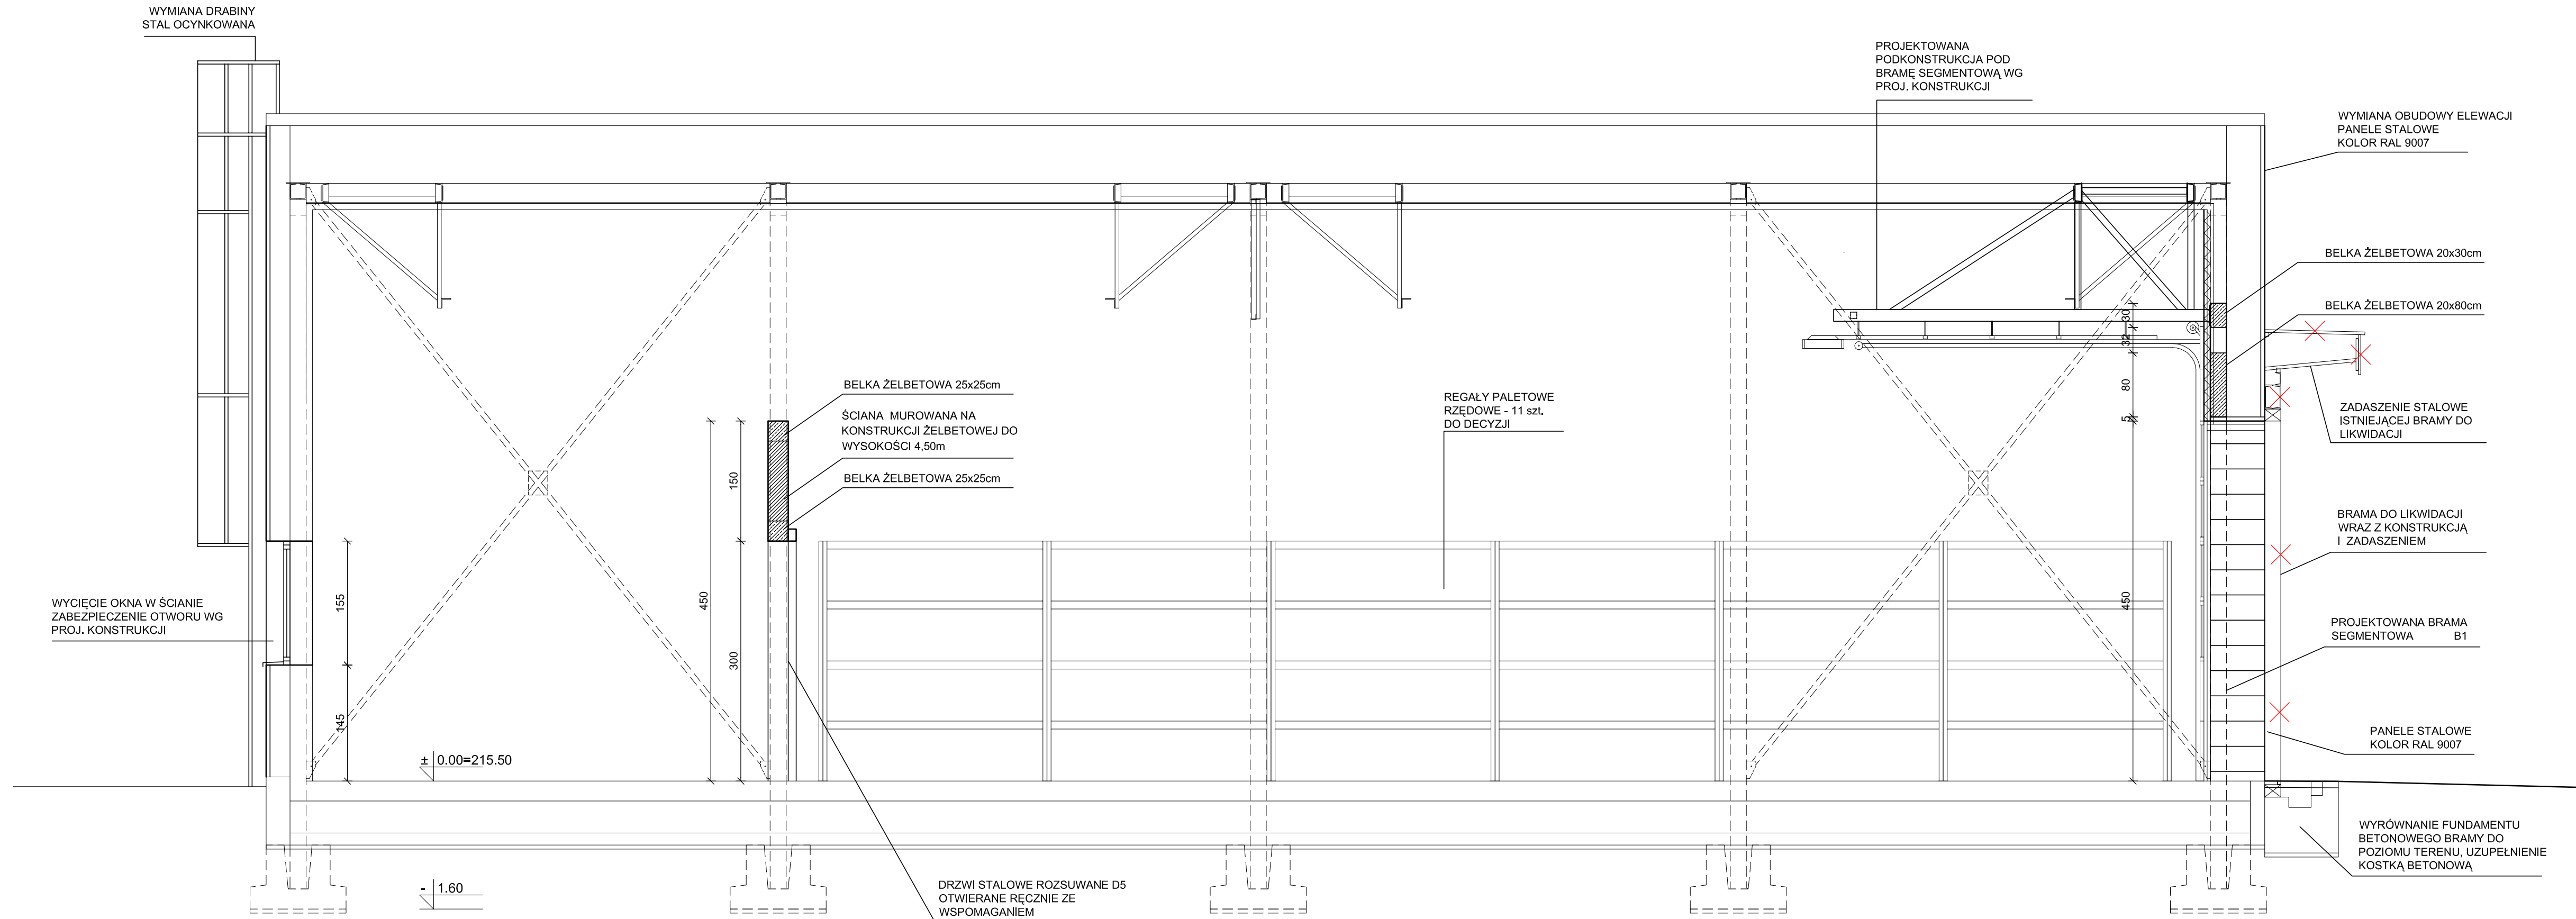 WYMIANA DRABINY
STAL OCYNKOWANA
PROJEKTOWANA
PODKONSTRUKCJA POD
BRAMĘ SEGMENTOWĄ WG
PROJ. KONSTRUKCJI
WYMIANA OBUDOWY ELEWACJI
PANELE STALOWE
KOLOR RAL 9007
BELKA ŻELBETOWA 20x30cm
BELKA ŻELBETOWA 20x80cm
30
32
80
5
450
ZADASZENIE STALOWE
ISTNIEJĄCEJ BRAMY DO
LIKWIDACJI
BELKA ŻELBETOWA 25x25cm
ŚCIANA MUROWANA NA
KONSTRUKCJI ŻELBETOWEJ DO
WYSOKOŚCI 4,50m
BELKA ŻELBETOWA 25x25cm
REGAŁY PALETOWE
RZĘDOWE - 11 szt.
DO DECYZJI
150
450
300
155
145
BRAMA DO LIKWIDACJI
WRAZ Z KONSTRUKCJĄ
I ZADASZENIEM
WYCIĘCIE OKNA W ŚCIANIE
ZABEZPIECZENIE OTWORU WG
PROJ. KONSTRUKCJI
PROJEKTOWANA BRAMA
SEGMENTOWA B1
PANELE STALOWE
KOLOR RAL 9007
± 0.00=215.50
WYRÓWNANIE FUNDAMENTU
BETONOWEGO BRAMY DO
POZIOMU TERENU, UZUPEŁNIENIE
KOSTKĄ BETONOWĄ
- 1.60
DRZWI STALOWE ROZSUWANE D5
OTWIERANE RĘCZNIE ZE
WSPOMAGANIEM